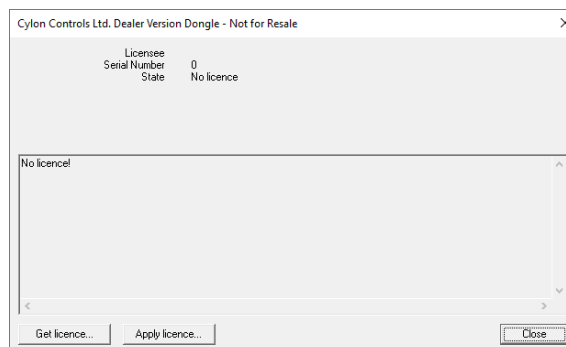 Cylon Controls Ltd. Dealer Version Dongle - Not for Resale
Licensee
Serial Number 0
State No licence
No licence!
Get licence... Apply licence... Close